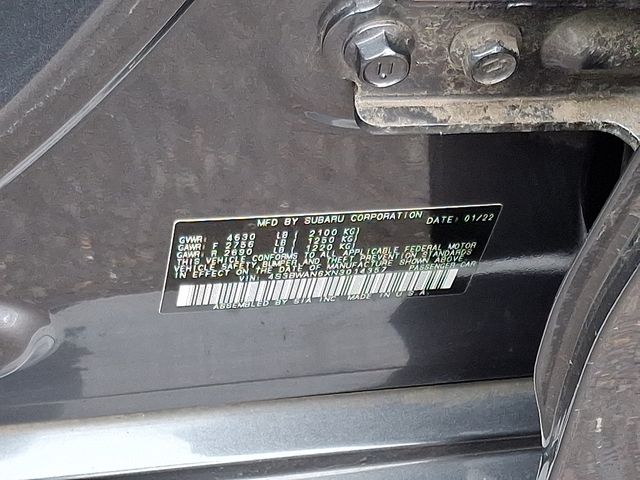 MFD BY SUBARU CORPORATION DATE: 01/22
GVWR: 4630 LB ( 2100 KG)
GAWR: F 2756 LB ( 1250 KG)
GAWR: R 2690 LB ( 1220 KG)
THIS VEHICLE CONFORMS TO ALL APPLICABLE FEDERAL MOTOR
VEHICLE SAFETY, BUMPER, AND THEFT PREVENTION STANDARDS
IN EFFECT ON THE DATE OF MANUFACTURE SHOWN ABOVE.
VIN: 4S3BWAN6XN3014357 PASSENGER CAR
ASSEMBLED BY SIA INC. MADE IN U.S.A.